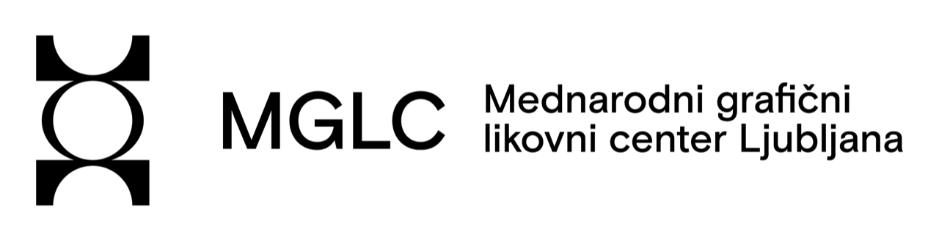 MGLC
Mednarodni grafični
likovni center Ljubljana